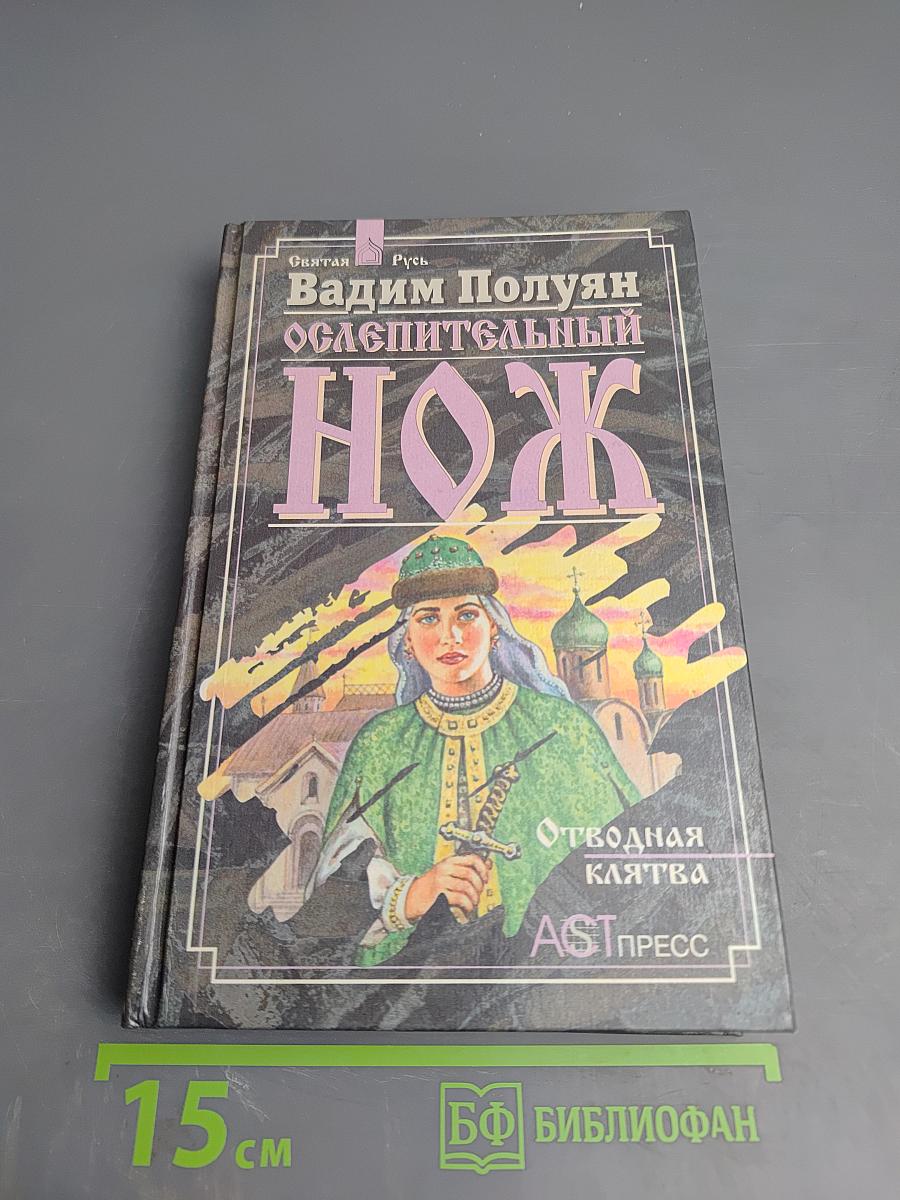 Святая Русь
Вадим Полуян
ОСЛЕПИТЕЛЬНЫЙ
НОЖ
Отводная
клятва
АСТ ПРЕСС
15 см
БФ БИБЛИОФАН